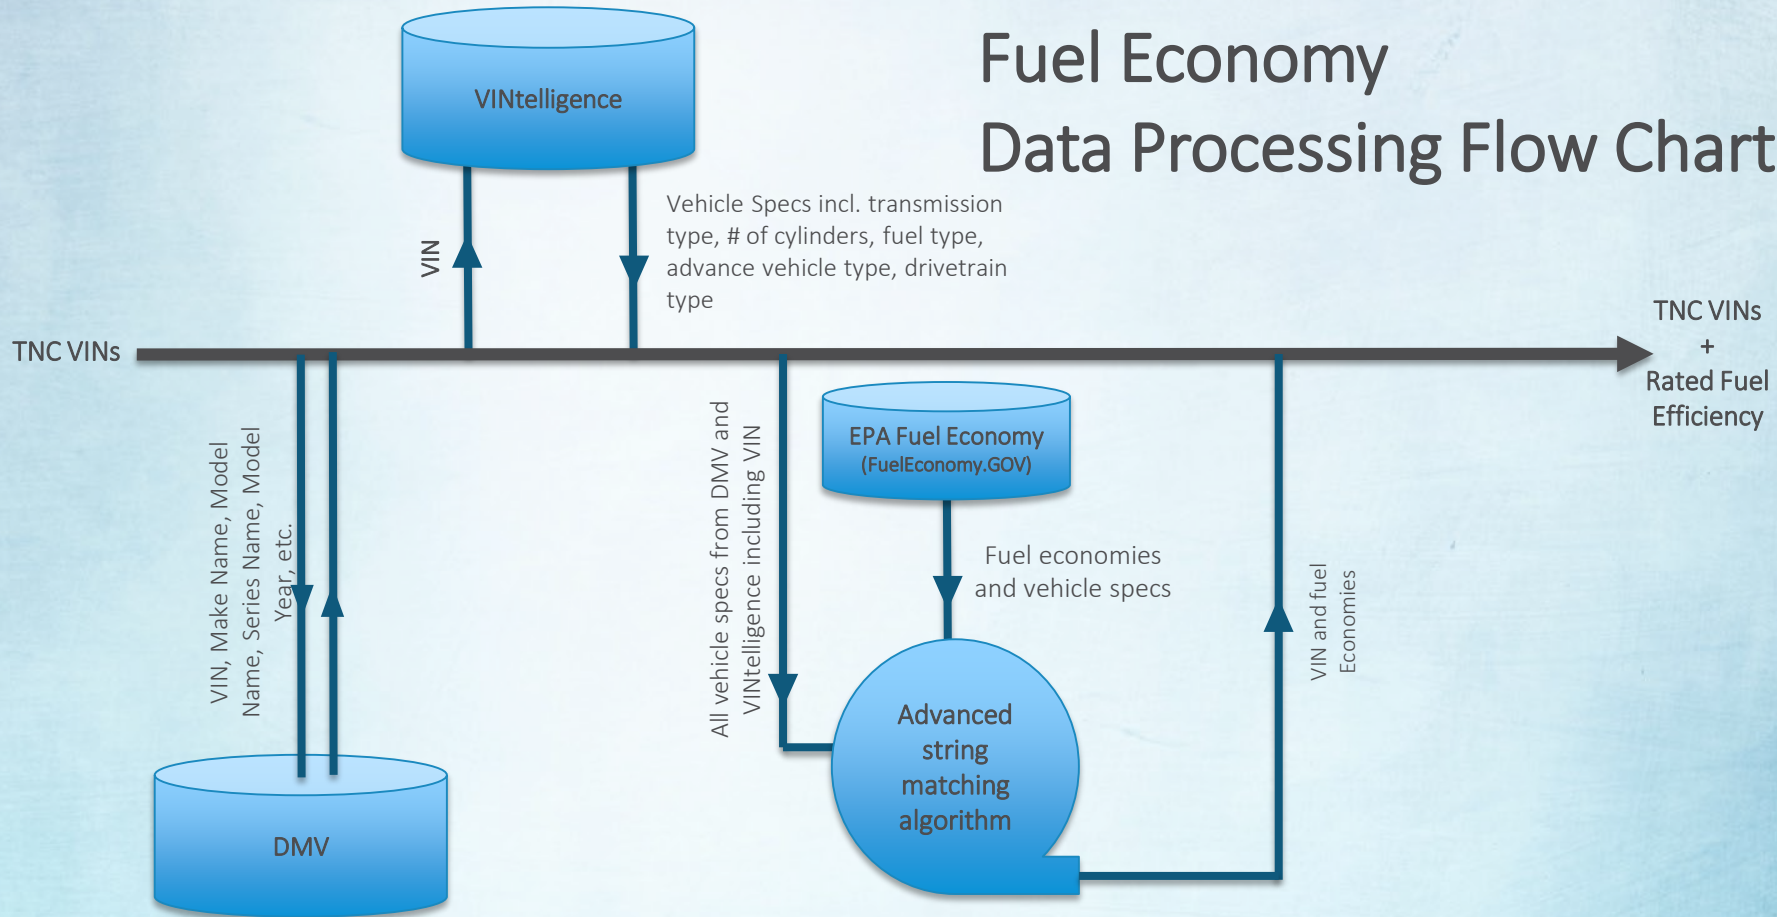 Fuel Economy
Data Processing Flow Chart
VINtelligence
VIN
Vehicle Specs incl. transmission
type, # of cylinders, fuel type,
advance vehicle type, drivetrain
type
TNC VINs
TNC VINs
+
Rated Fuel
Efficiency
VIN, Make Name, Model
Name, Series Name, Model
Year, etc.
DMV
All vehicle specs from DMV and
VINtelligence including VIN
EPA Fuel Economy
(FuelEconomy.GOV)
Fuel economies
and vehicle specs
Advanced
string
matching
algorithm
VIN and fuel
Economies